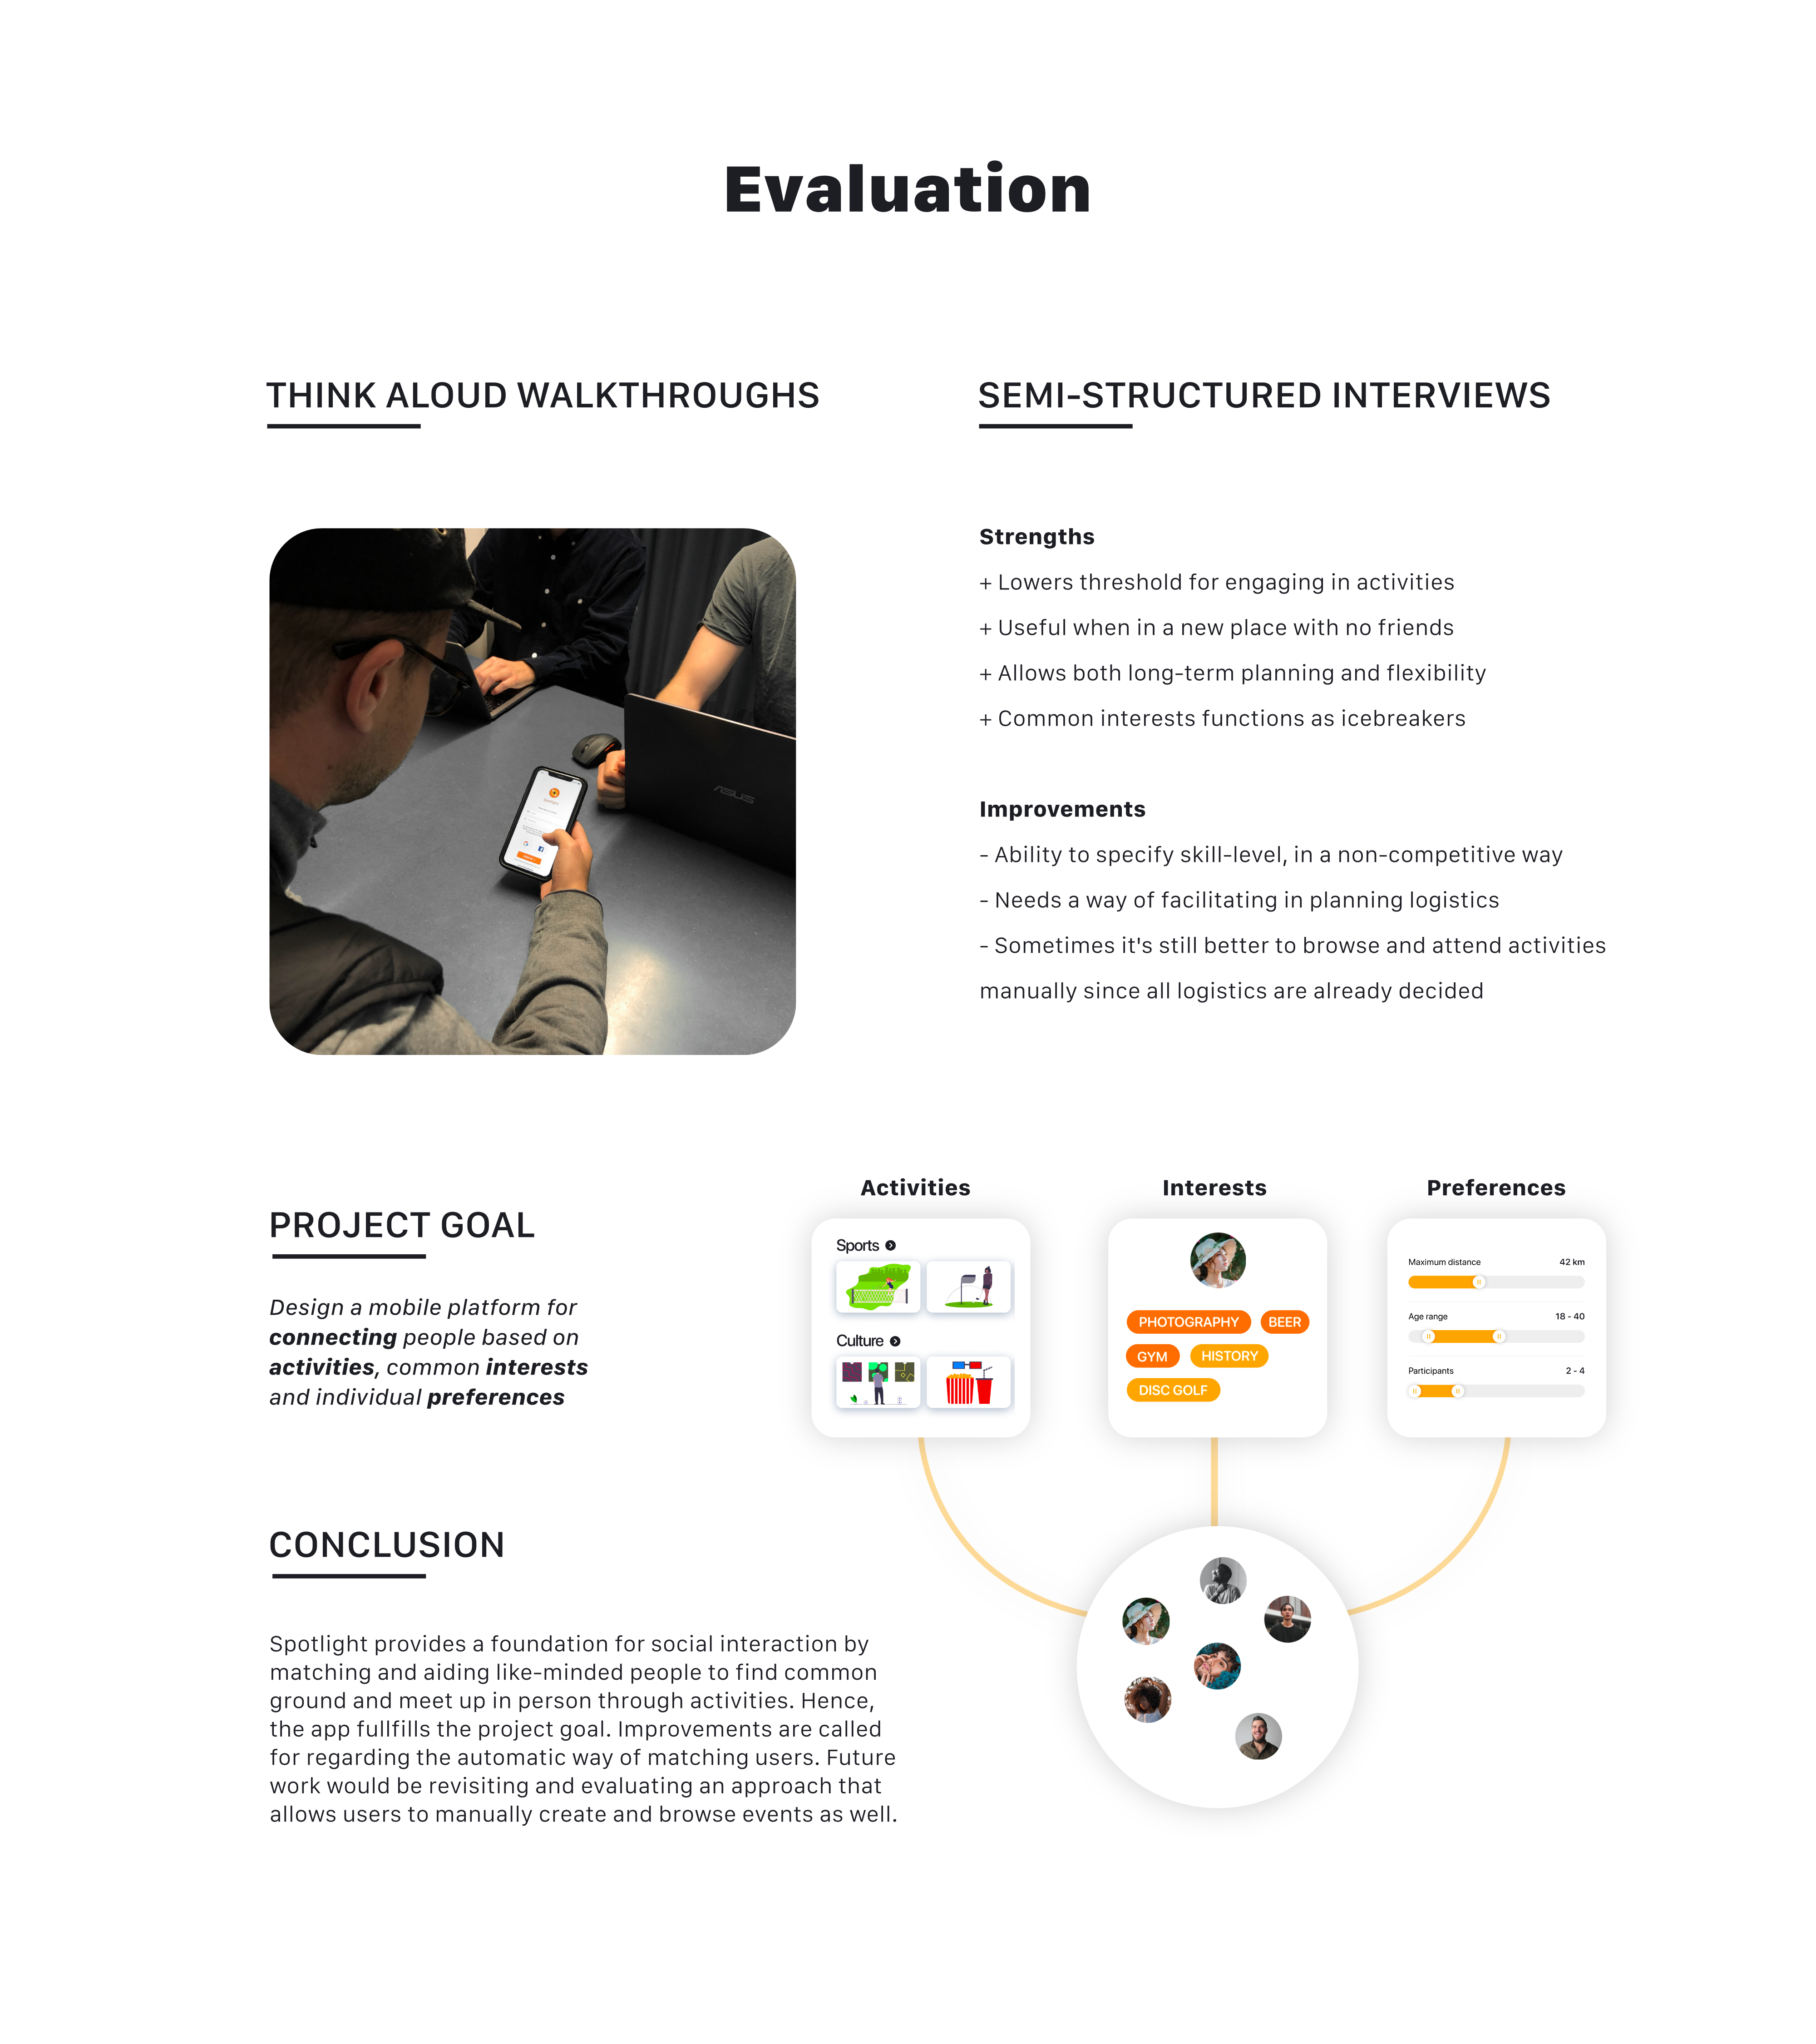 Evaluation
THINK ALOUD WALKTHROUGHS
SEMI-STRUCTURED INTERVIEWS
ASUS
Strengths
+ Lowers threshold for engaging in activities
+ Useful when in a new place with no friends
+ Allows both long-term planning and flexibility
+ Common interests functions as icebreakers
Improvements
- Ability to specify skill-level, in a non-competitive way
- Needs a way of facilitating in planning logistics
- Sometimes it's still better to browse and attend activities
manually since all logistics are already decided
PROJECT GOAL
Design a mobile platform for
connecting people based on
activities, common interests
and individual preferences
Activities
Sports
Culture
Interests
PHOTOGRAPHY
BEER
GYM
HISTORY
DISC GOLF
Preferences
Maximum distance 42 km
Age range 18 - 40
Participants 2 - 4
CONCLUSION
Spotlight provides a foundation for social interaction by
matching and aiding like-minded people to find common
ground and meet up in person through activities. Hence,
the app fullfills the project goal. Improvements are called
for regarding the automatic way of matching users. Future
work would be revisiting and evaluating an approach that
allows users to manually create and browse events as well.